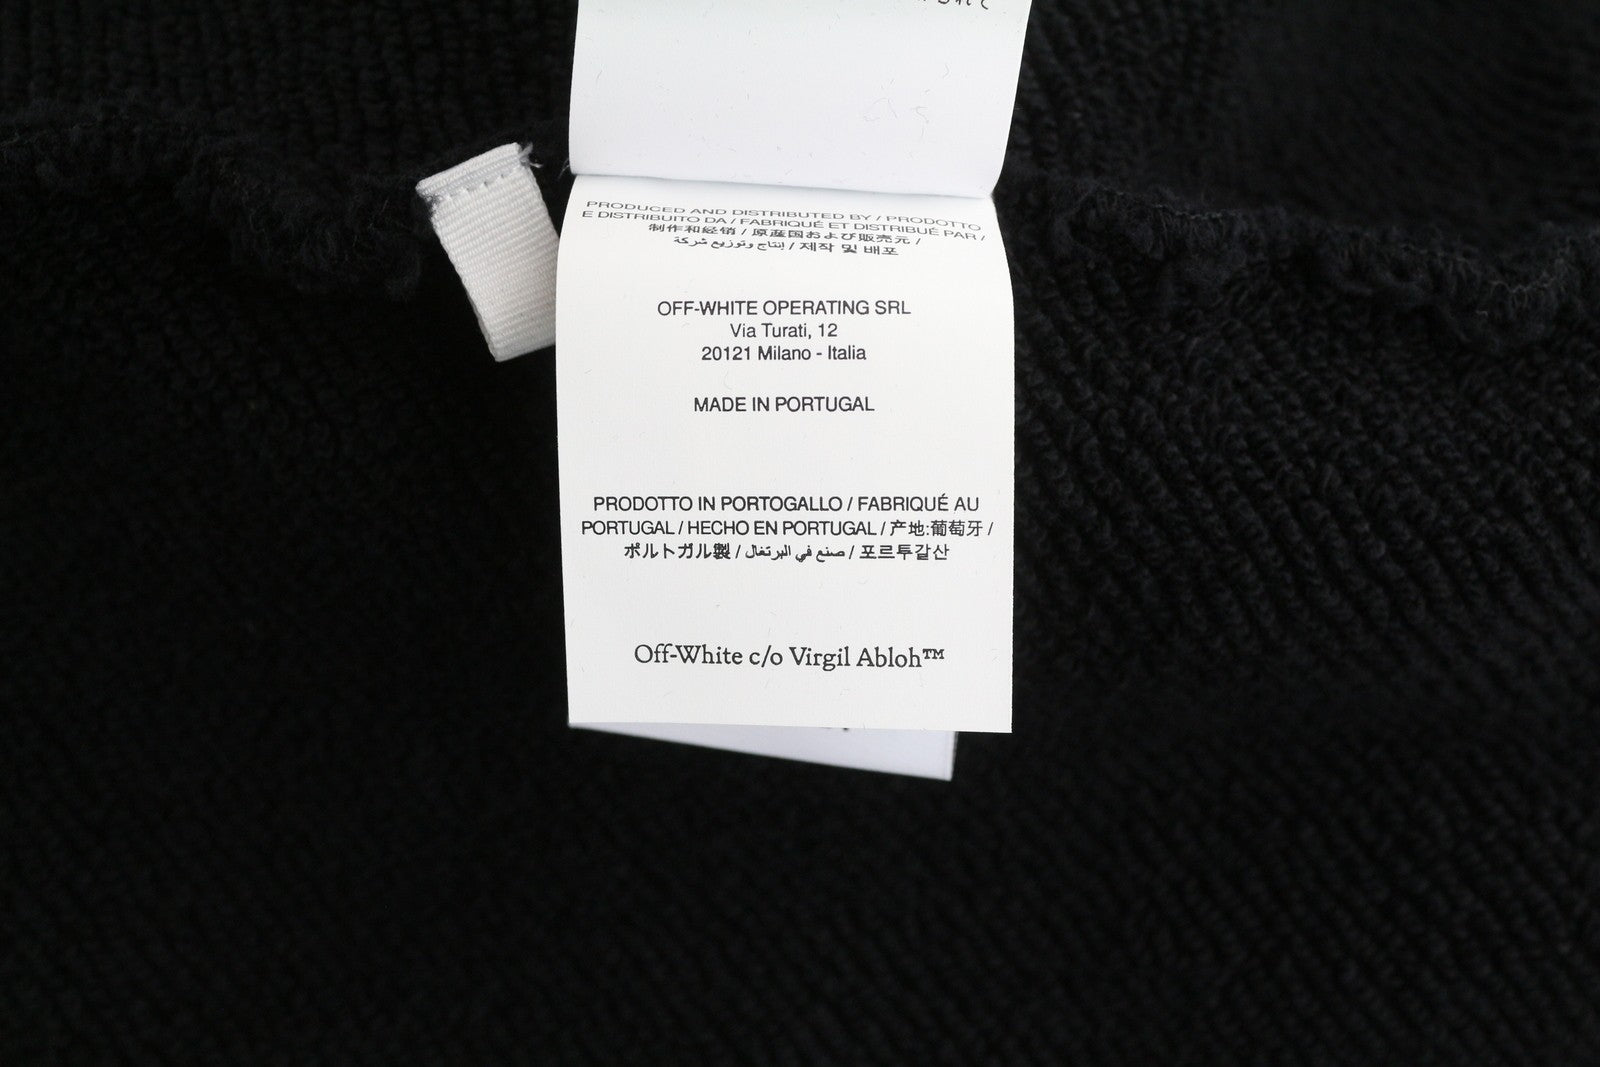 PRODUCED AND DISTRIBUTED BY / PRODOTTO
E DISTRIBUITO DA / FABRIQUÉ ET DISTRIBUÉ PAR /
制作和经销 / 原産国および販売元 /
إنتاج وتوزيع شركة / 제작 및 배포
OFF-WHITE OPERATING SRL
Via Turati, 12
20121 Milano - Italia
MADE IN PORTUGAL
PRODOTTO IN PORTOGALLO / FABRIQUÉ AU
PORTUGAL / HECHO EN PORTUGAL / 产地:葡萄牙 /
ポルトガル製 / صنع في البرتغال / 포르투갈산
Off-White c/o Virgil Abloh™